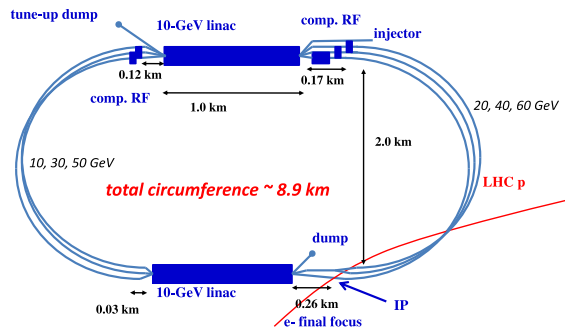 tune-up dump
10-GeV linac
comp. RF
injector
0.12 km
0.17 km
comp. RF
1.0 km
20, 40, 60 GeV
2.0 km
10, 30, 50 GeV
total circumference ~ 8.9 km
LHC p
dump
10-GeV linac
0.03 km
0.26 km
IP
e- final focus